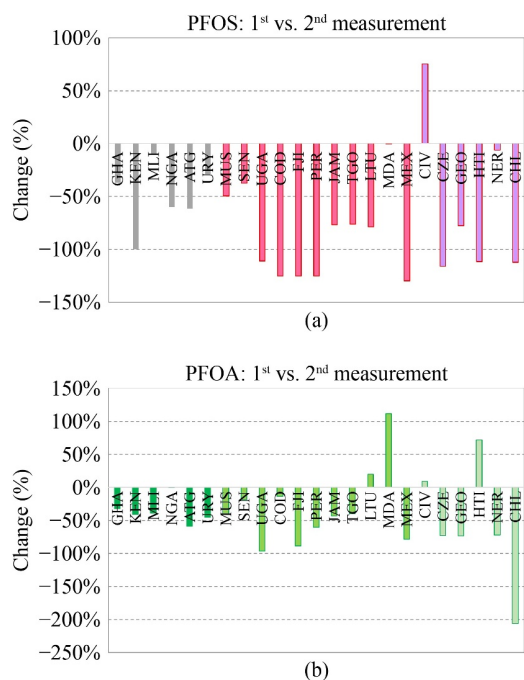 PFOS: 1st vs. 2nd measurement
100%
50%
0%
−50%
−100%
−150%
Change (%)
GHA KEN MLI NGA ATG URY MUS SEN UGA COD FJI PER JAM TGO LTU MDA MEX CIV CZE GEO HTI NER CHL
(a)
PFOA: 1st vs. 2nd measurement
150%
100%
50%
0%
−50%
−100%
−150%
−200%
−250%
Change (%)
GHA KEN MLI NGA ATG URY MUS SEN UGA COD FJI PER JAM TGO LTU MDA MEX CIV CZE GEO HTI NER CHL
(b)